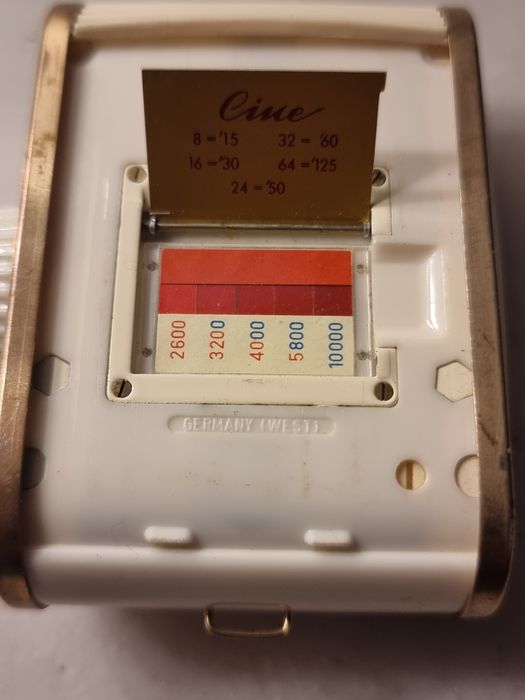 Cine
8 = '15 32 = '60
16 = '30 64 = '125
24 = '50
2600 3200 4000 5800 10000
GERMANY (WEST)